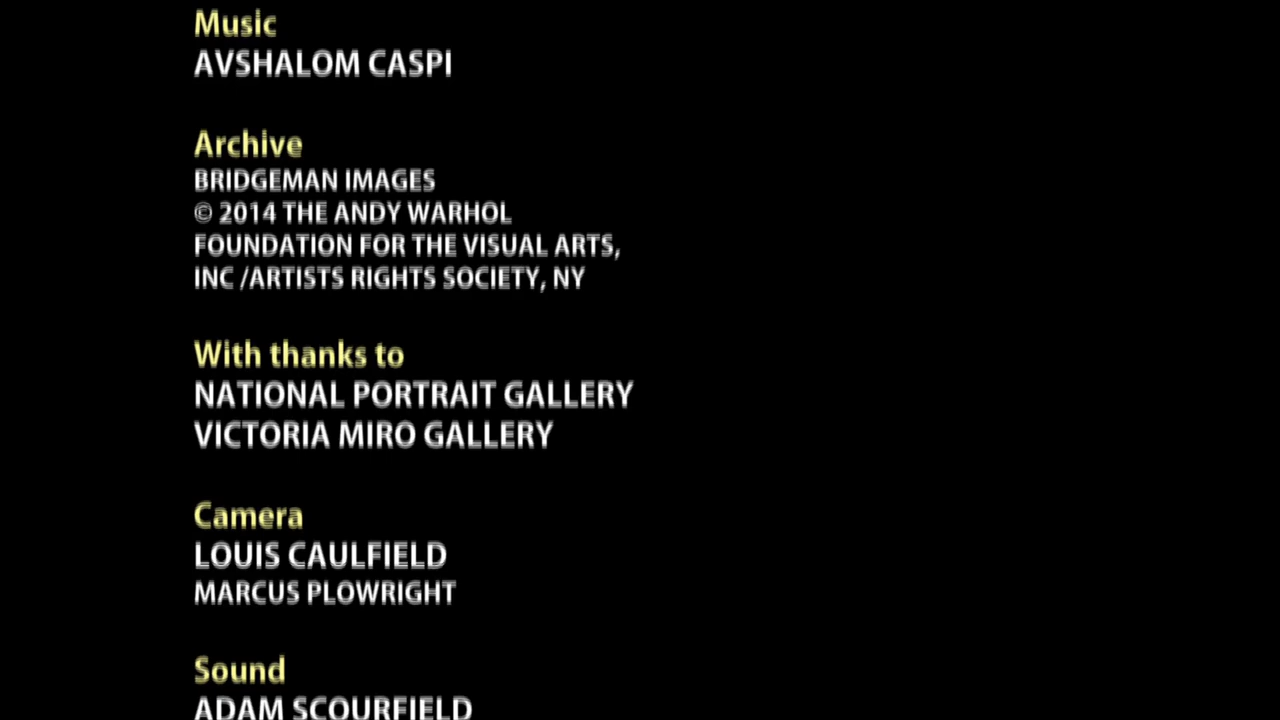 Music
AVSHALOM CASPI
Archive
BRIDGEMAN IMAGES
© 2014 THE ANDY WARHOL
FOUNDATION FOR THE VISUAL ARTS,
INC /ARTISTS RIGHTS SOCIETY, NY
With thanks to
NATIONAL PORTRAIT GALLERY
VICTORIA MIRO GALLERY
Camera
LOUIS CAULFIELD
MARCUS PLOWRIGHT
Sound
ADAM SCOURFIELD